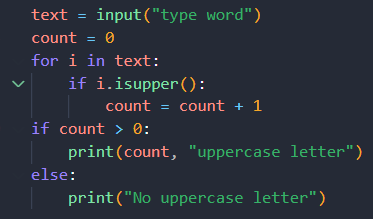 text = input("type word")
count = 0
for i in text:
    if i.isupper():
        count = count + 1
if count > 0:
    print(count, "uppercase letter")
else:
    print("No uppercase letter")